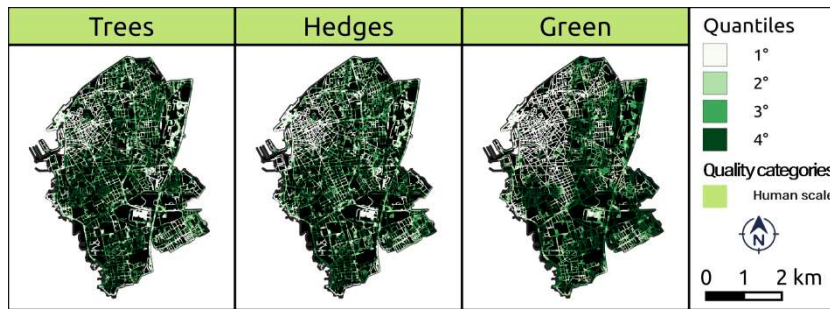 Trees
Hedges
Green
Quantiles
1°
2°
3°
4°
Quality categories
Human scale
N
0 1 2 km